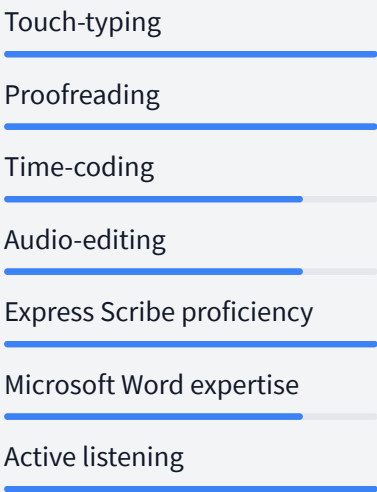 Touch-typing
Proofreading
Time-coding
Audio-editing
Express Scribe proficiency
Microsoft Word expertise
Active listening